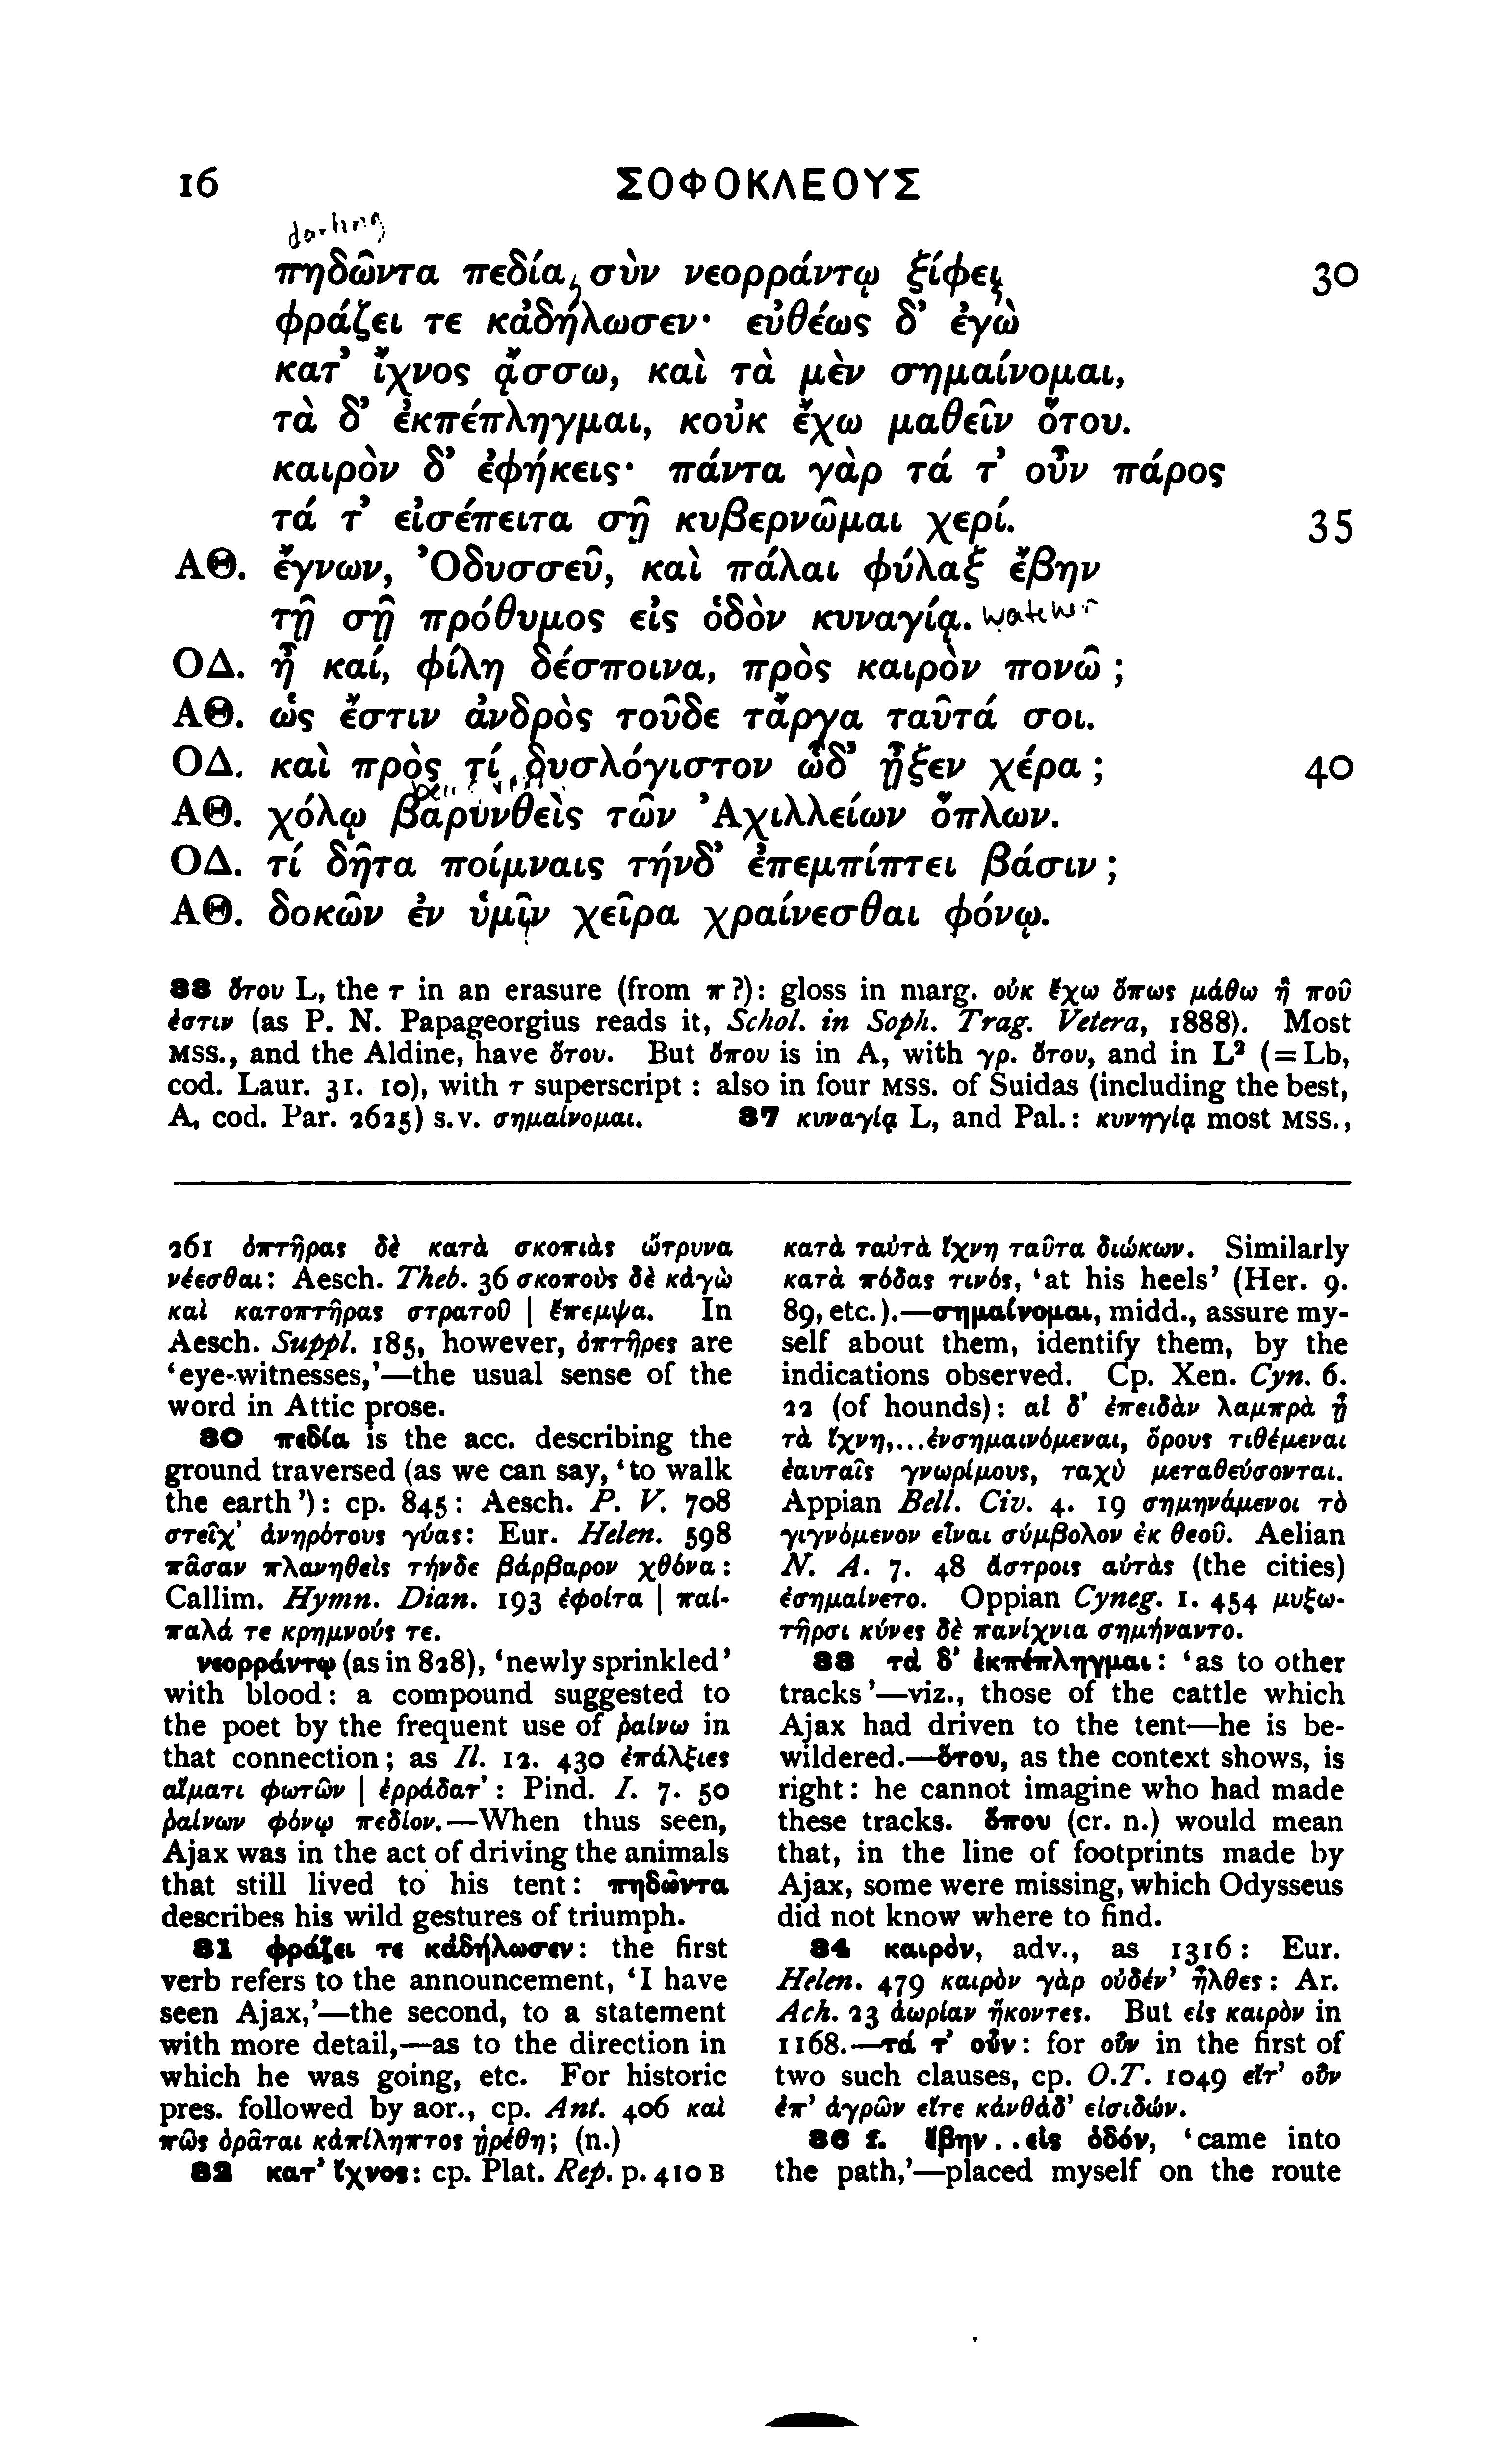 16 ΣΟΦΟΚΛΕΟΥΣ
darting
πηδῶντα πεδία, σὺν νεορράντῳ ξίφει, 30
φράζει τε κἀδήλωσεν· εὐθέως δ' ἐγὼ
κατ' ἴχνος ᾄσσω, καὶ τὰ μὲν σημαίνομαι,
τὰ δ' ἐκπέπληγμαι, κοὐκ ἔχω μαθεῖν ὅτου.
καιρὸν δ' ἐφήκεις· πάντα γὰρ τά τ' οὖν πάρος
τά τ' εἰσέπειτα σῇ κυβερνῶμαι χερί. 35
ΑΘ. ἔγνων, Ὀδυσσεῦ, καὶ πάλαι φύλαξ ἔβην
τῇ σῇ πρόθυμος εἰς ὁδὸν κυναγίᾳ.
ΟΔ. ἦ καί, φίλη δέσποινα, πρὸς καιρὸν πονῶ ;
ΑΘ. ὡς ἔστιν ἀνδρὸς τοῦδε τἄργα ταῦτά σοι.
ΟΔ. καὶ πρὸς τί δυσλόγιστον ὧδ' ᾖξεν χέρα ; 40
ΑΘ. χόλῳ βαρυνθεὶς τῶν Ἀχιλλείων ὅπλων.
ΟΔ. τί δῆτα ποίμναις τήνδ' ἐπεμπίπτει βάσιν ;
ΑΘ. δοκῶν ἐν ὑμῖν χεῖρα χραίνεσθαι φόνῳ.
33 ὅτου L, the τ in an erasure (from π?): gloss in marg. οὐκ ἔχω ὅπως μάθω ἢ ποῦ
ἐστιν (as P. N. Papageorgius reads it, Schol. in Soph. Trag. Vetera, 1888). Most
MSS., and the Aldine, have ὅτου. But ὅπου is in A, with γρ. ὅτου, and in L² (=Lb,
cod. Laur. 31. 10), with τ superscript : also in four MSS. of Suidas (including the best,
A, cod. Par. 2625) s.v. σημαίνομαι. 37 κυναγίᾳ L, and Pal.: κυνηγίᾳ most MSS.,
261 ὀπτῆρας δὲ κατὰ σκοπιὰς ὤτρυνα
νέεσθαι: Aesch. Theb. 36 σκοποὺς δὲ κἀγὼ
καὶ κατοπτῆρας στρατοῦ | ἔπεμψα. In
Aesch. Suppl. 185, however, ὀπτῆρες are
'eye-witnesses,'—the usual sense of the
word in Attic prose.
30 πεδία is the acc. describing the
ground traversed (as we can say, 'to walk
the earth'): cp. 845: Aesch. P. V. 708
στεῖχ' ἀνηρότους γύας: Eur. Helen. 598
πᾶσαν πλανηθεὶς τήνδε βάρβαρον χθόνα :
Callim. Hymn. Dian. 193 ἐφοίτα | παί-
παλά τε κρημνούς τε.
νεορράντῳ (as in 828), 'newly sprinkled'
with blood: a compound suggested to
the poet by the frequent use of ῥαίνω in
that connection; as Il. 12. 430 ἐπάλξιες
αἵματι φωτῶν | ἐρράδατ' : Pind. I. 7. 50
ῥαίνων φόνῳ πεδίον.—When thus seen,
Ajax was in the act of driving the animals
that still lived to his tent: πηδῶντα
describes his wild gestures of triumph.
31 φράζει τε κἀδήλωσεν: the first
verb refers to the announcement, 'I have
seen Ajax,'—the second, to a statement
with more detail,—as to the direction in
which he was going, etc. For historic
pres. followed by aor., cp. Ant. 406 καὶ
πῶς ὁρᾶται κἀπίληπτος ᾑρέθη; (n.)
32 κατ' ἴχνος: cp. Plat. Rep. p. 410 B
κατὰ ταὐτὰ ἴχνη ταῦτα διώκων. Similarly
κατὰ πόδας τινός, 'at his heels' (Her. 9.
89, etc.).—σημαίνομαι, midd., assure my-
self about them, identify them, by the
indications observed. Cp. Xen. Cyn. 6.
22 (of hounds): αἱ δ' ἐπειδὰν λαμπρὰ ᾖ
τὰ ἴχνη,...ἐνσημαινόμεναι, ὅρους τιθέμεναι
ἑαυταῖς γνωρίμους, ταχὺ μεταθεύσονται.
Appian Bell. Civ. 4. 19 σημηνάμενοι τὸ
γιγνόμενον εἶναι σύμβολον ἐκ θεοῦ. Aelian
N. A. 7. 48 ἄστροις αὐτὰς (the cities)
ἐσημαίνετο. Oppian Cyneg. 1. 454 μυξω-
τῆρσι κύνες δὲ πανίχνια σημήναντο.
33 τὰ δ' ἐκπέπληγμαι: 'as to other
tracks'—viz., those of the cattle which
Ajax had driven to the tent—he is be-
wildered.—ὅτου, as the context shows, is
right: he cannot imagine who had made
these tracks. ὅπου (cr. n.) would mean
that, in the line of footprints made by
Ajax, some were missing, which Odysseus
did not know where to find.
34 καιρόν, adv., as 1316: Eur.
Helen. 479 καιρὸν γὰρ οὐδέν' ἦλθες: Ar.
Ach. 23 ἀωρίαν ἥκοντες. But εἰς καιρὸν in
1168.—τά τ' οὖν: for οὖν in the first of
two such clauses, cp. O.T. 1049 εἴτ' οὖν
ἐπ' ἀγρῶν εἴτε κἀνθάδ' εἰσιδών.
36 f. ἔβην..εἰς ὁδόν, 'came into
the path,'—placed myself on the route